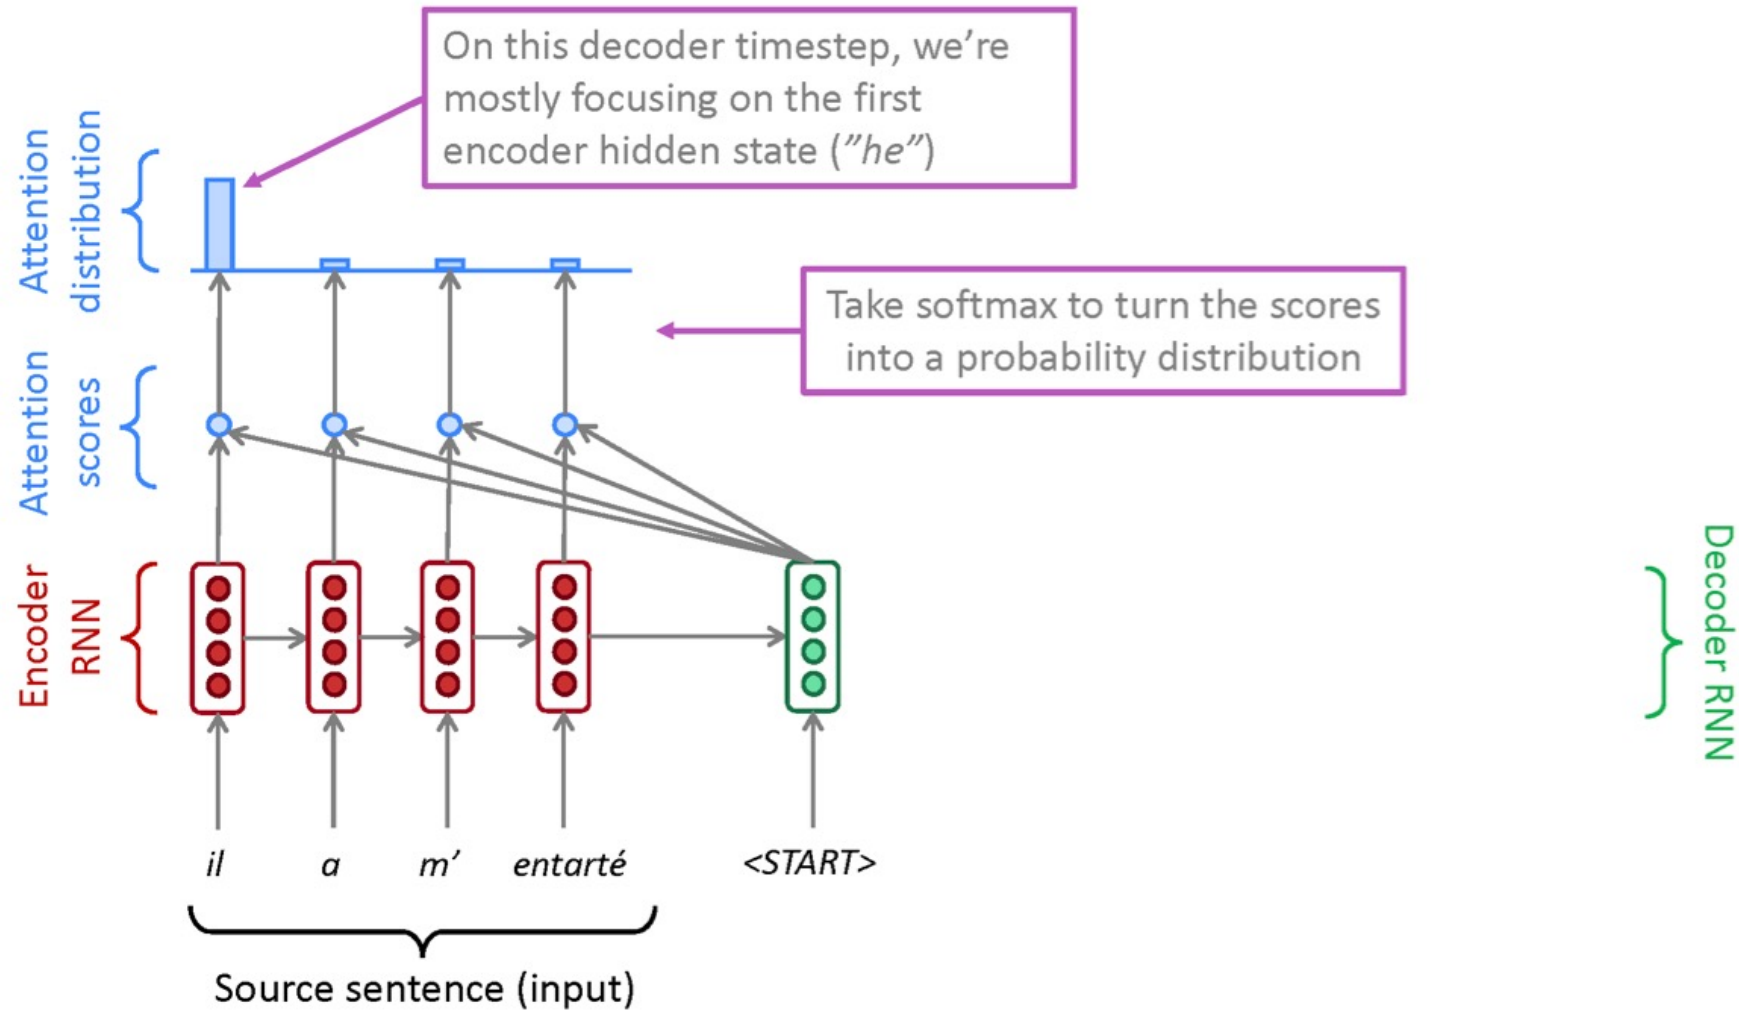 On this decoder timestep, we’re
mostly focusing on the first
encoder hidden state (”he”)
Attention
distribution
Take softmax to turn the scores
into a probability distribution
Attention
scores
Encoder
RNN
Decoder RNN
il a m’ entarté <START>
Source sentence (input)